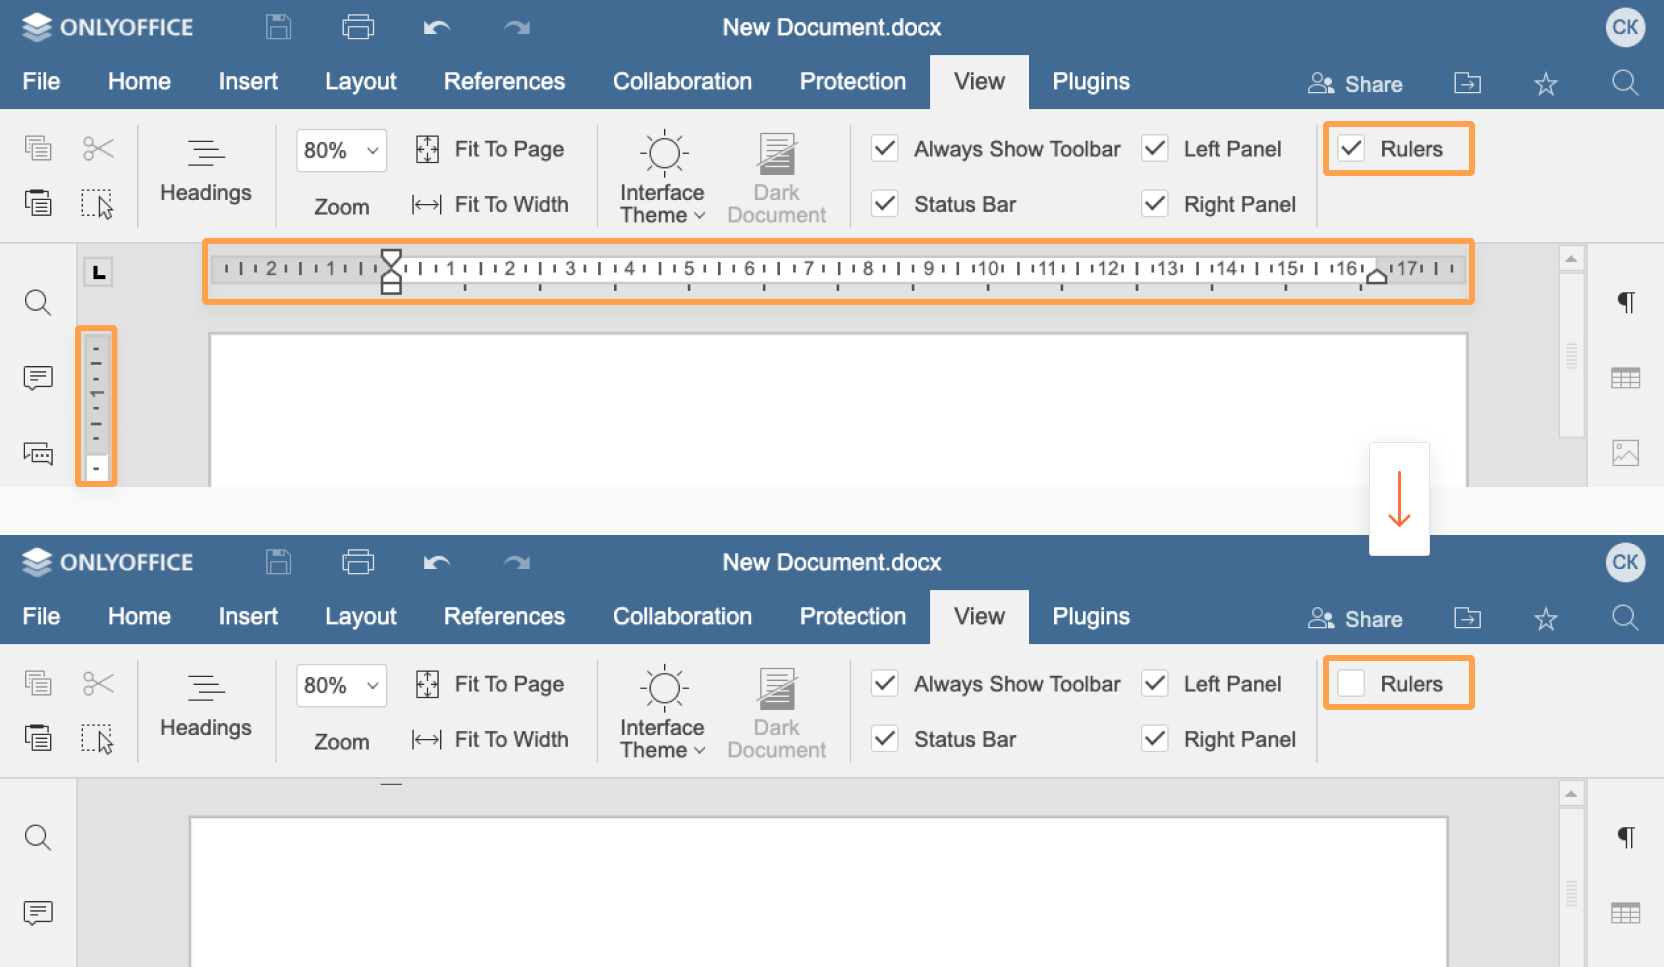 ONLYOFFICE New Document.docx CK
File Home Insert Layout References Collaboration Protection View Plugins Share
80% Fit To Page Always Show Toolbar Left Panel Rulers
Headings Interface Dark
Zoom Fit To Width Theme Document Status Bar Right Panel
L 2 1 1 2 3 4 5 6 7 8 9 10 11 12 13 14 15 16 17
¶
1
ONLYOFFICE New Document.docx CK
File Home Insert Layout References Collaboration Protection View Plugins Share
80% Fit To Page Always Show Toolbar Left Panel Rulers
Headings Interface Dark
Zoom Fit To Width Theme Document Status Bar Right Panel
¶